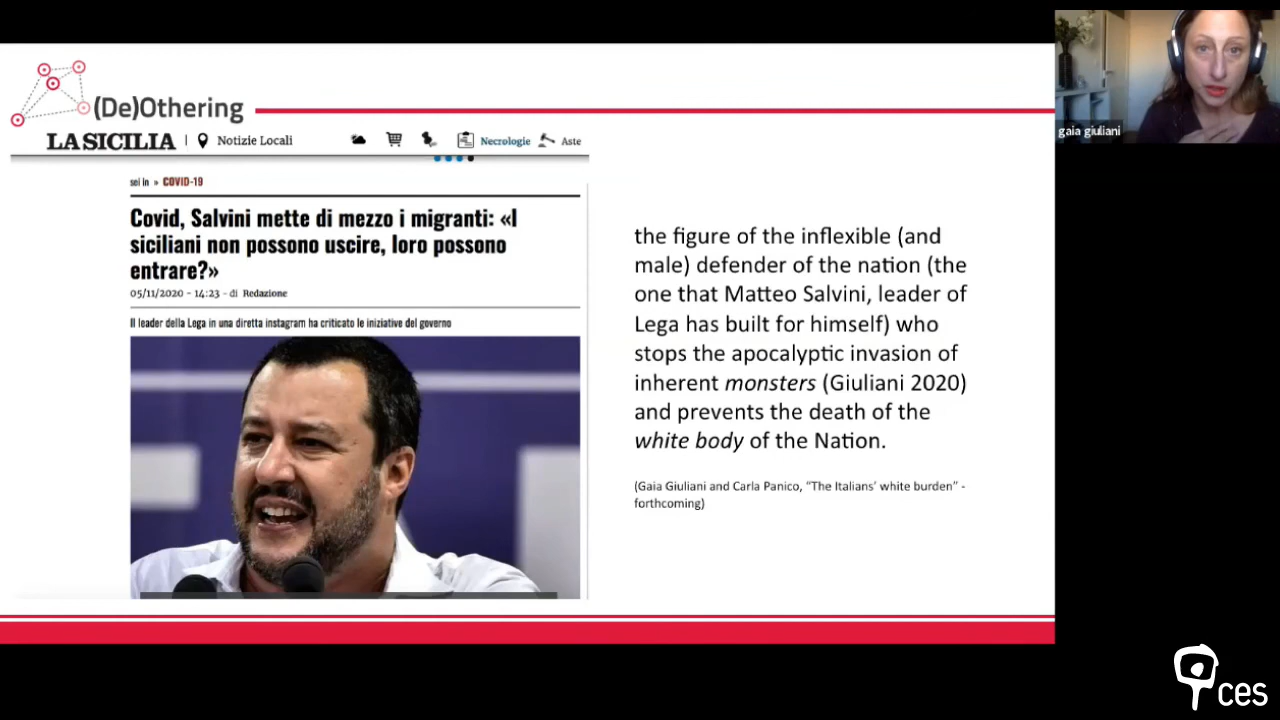 (De)Othering
LA SICILIA
Notizie Locali
Necrologie
Aste
sei in » COVID-19
Covid, Salvini mette di mezzo i migranti: «I
siciliani non possono uscire, loro possono
entrare?»
05/11/2020 - 14:23 - di Redazione
Il leader della Lega in una diretta instagram ha criticato le iniziative del governo
the figure of the inflexible (and
male) defender of the nation (the
one that Matteo Salvini, leader of
Lega has built for himself) who
stops the apocalyptic invasion of
inherent monsters (Giuliani 2020)
and prevents the death of the
white body of the Nation.
(Gaia Giuliani and Carla Panico, “The Italians’ white burden” -
forthcoming)
gaia giuliani
ces